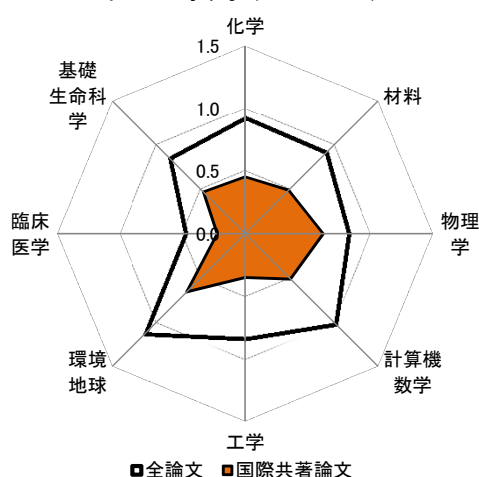 化学
1.5
基礎
生命科
学
材料
1.0
0.5
臨床
医学
0.0
物理
学
環境
地球
計算機
数学
工学
全論文 国際共著論文